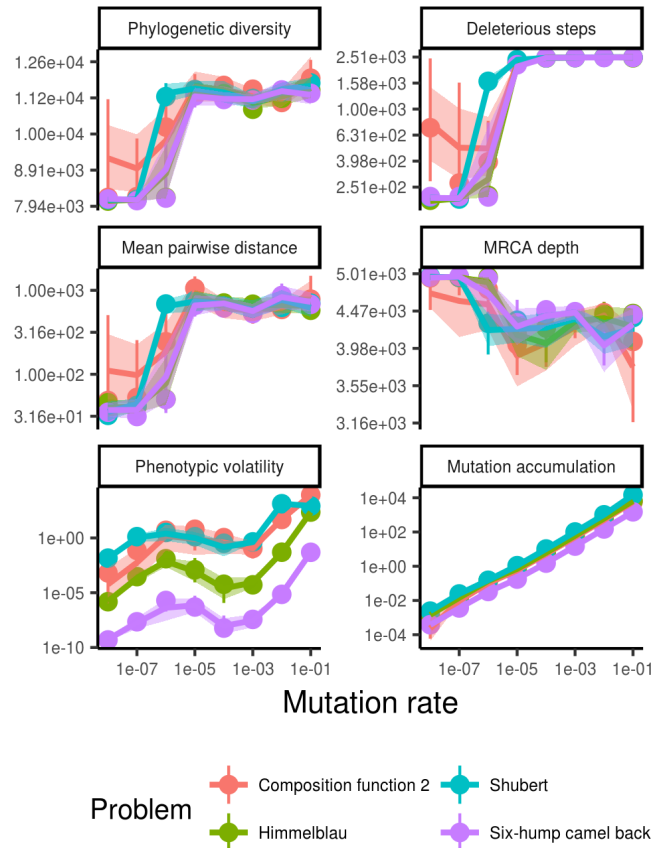 Phylogenetic diversity
1.26e+04
1.12e+04
1.00e+04
8.91e+03
7.94e+03
Deleterious steps
2.51e+03
1.58e+03
1.00e+03
6.31e+02
3.98e+02
2.51e+02
Mean pairwise distance
1.00e+03
3.16e+02
1.00e+02
3.16e+01
MRCA depth
5.01e+03
4.47e+03
3.98e+03
3.55e+03
3.16e+03
Phenotypic volatility
1e+00
1e-05
1e-10
1e-07 1e-05 1e-03 1e-01
Mutation accumulation
1e+04
1e+02
1e+00
1e-02
1e-04
1e-07 1e-05 1e-03 1e-01
Mutation rate
Problem
Composition function 2
Shubert
Himmelblau
Six-hump camel back